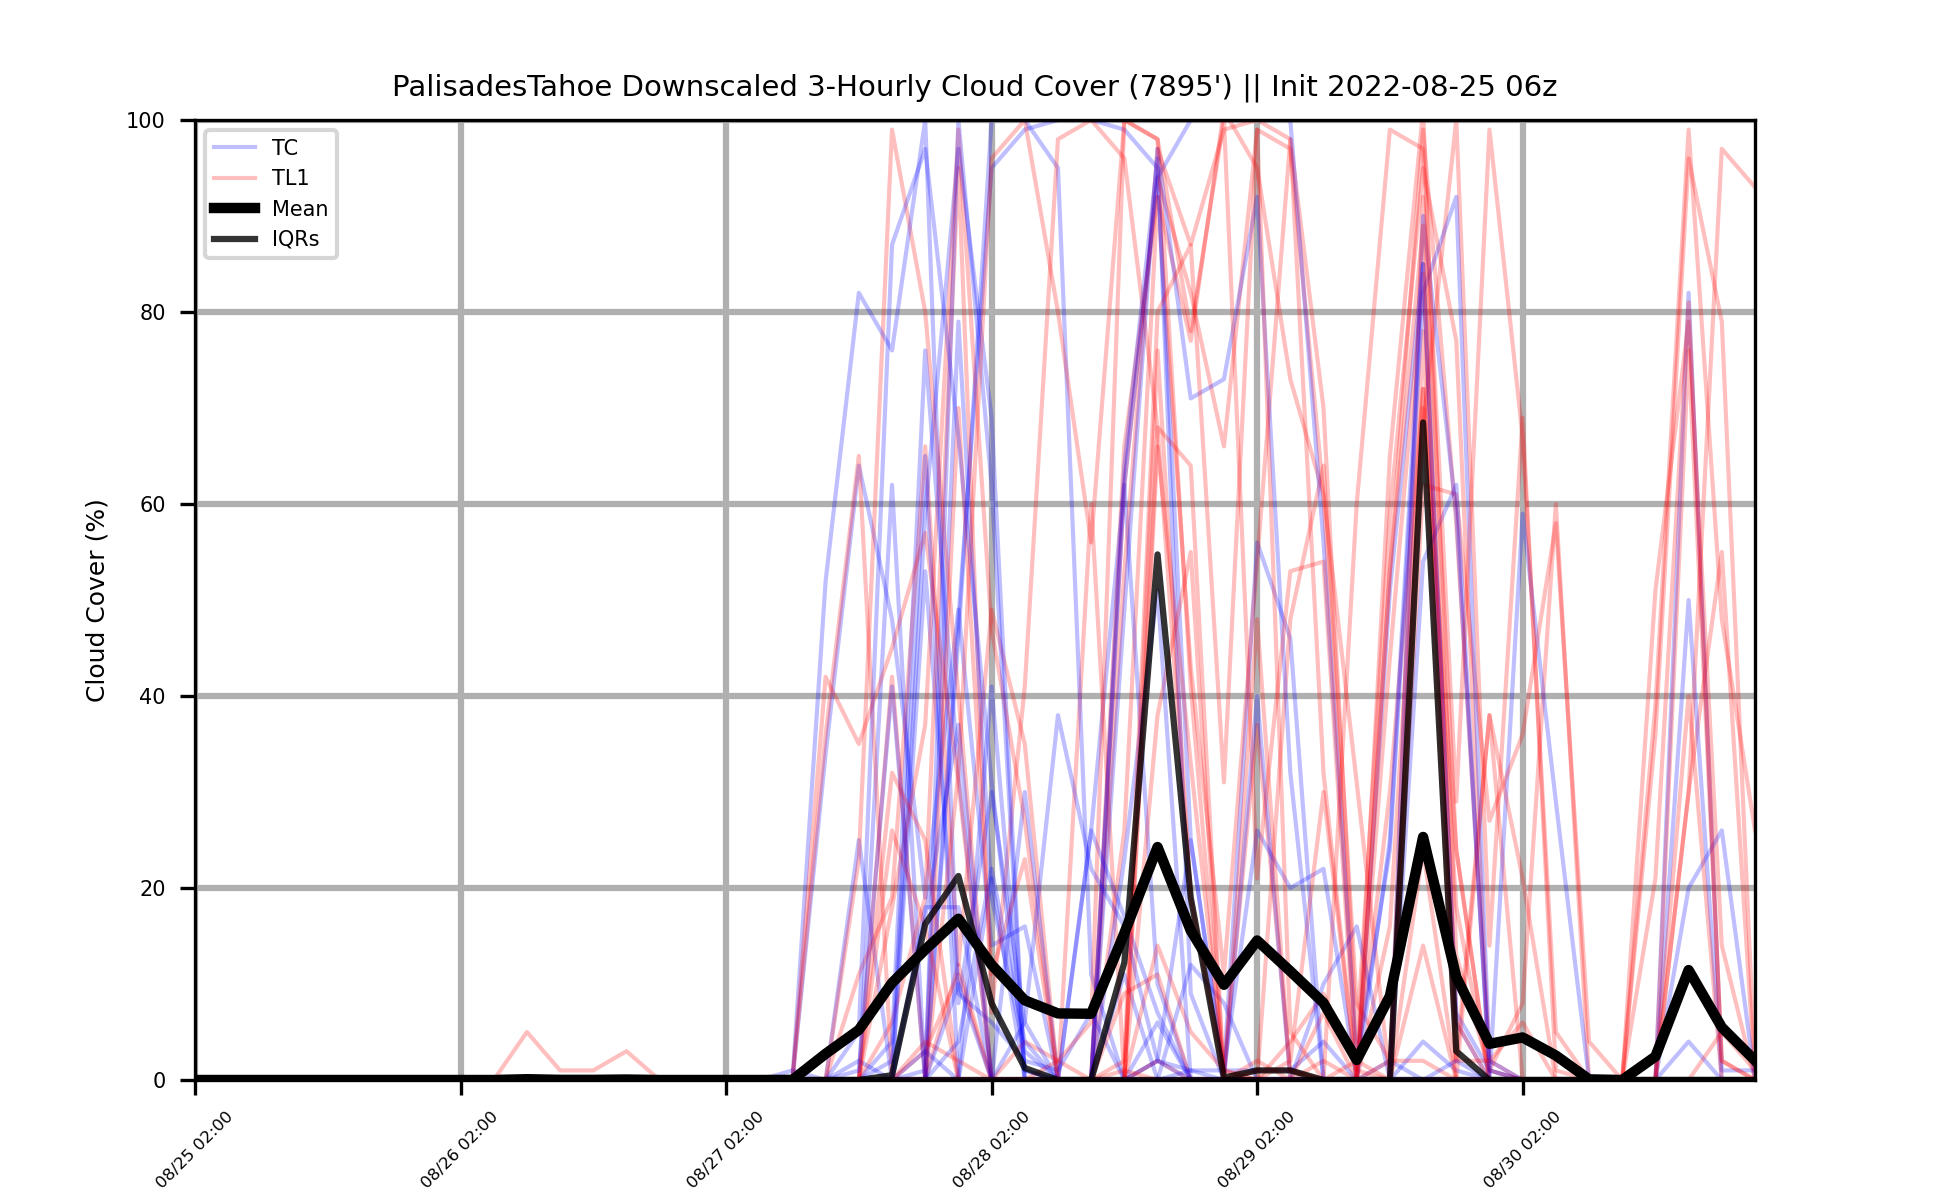 PalisadesTahoe Downscaled 3-Hourly Cloud Cover (7895') || Init 2022-08-25 06z
100
80
60
40
20
0
Cloud Cover (%)
TC
TL1
Mean
IQRs
08/25 02:00
08/26 02:00
08/27 02:00
08/28 02:00
08/29 02:00
08/30 02:00